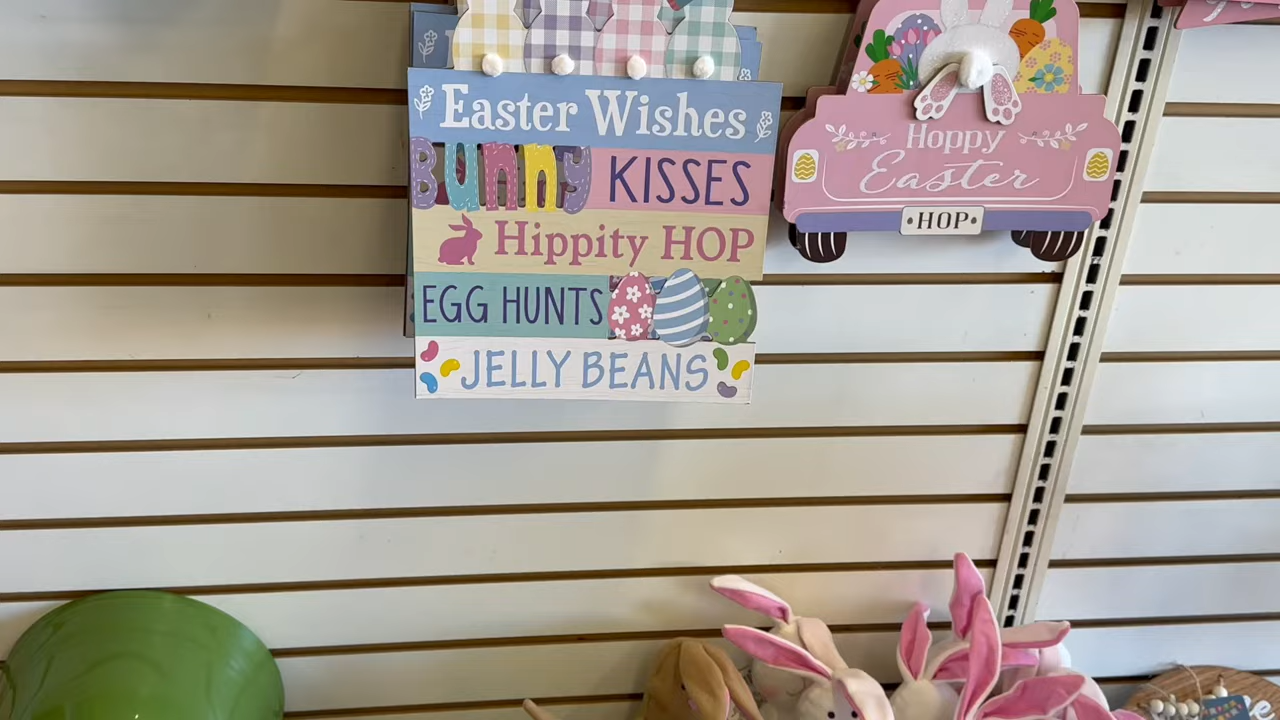 Easter Wishes
BUNNY KISSES
Hippity HOP
EGG HUNTS
JELLY BEANS
Hoppy
Easter
HOP